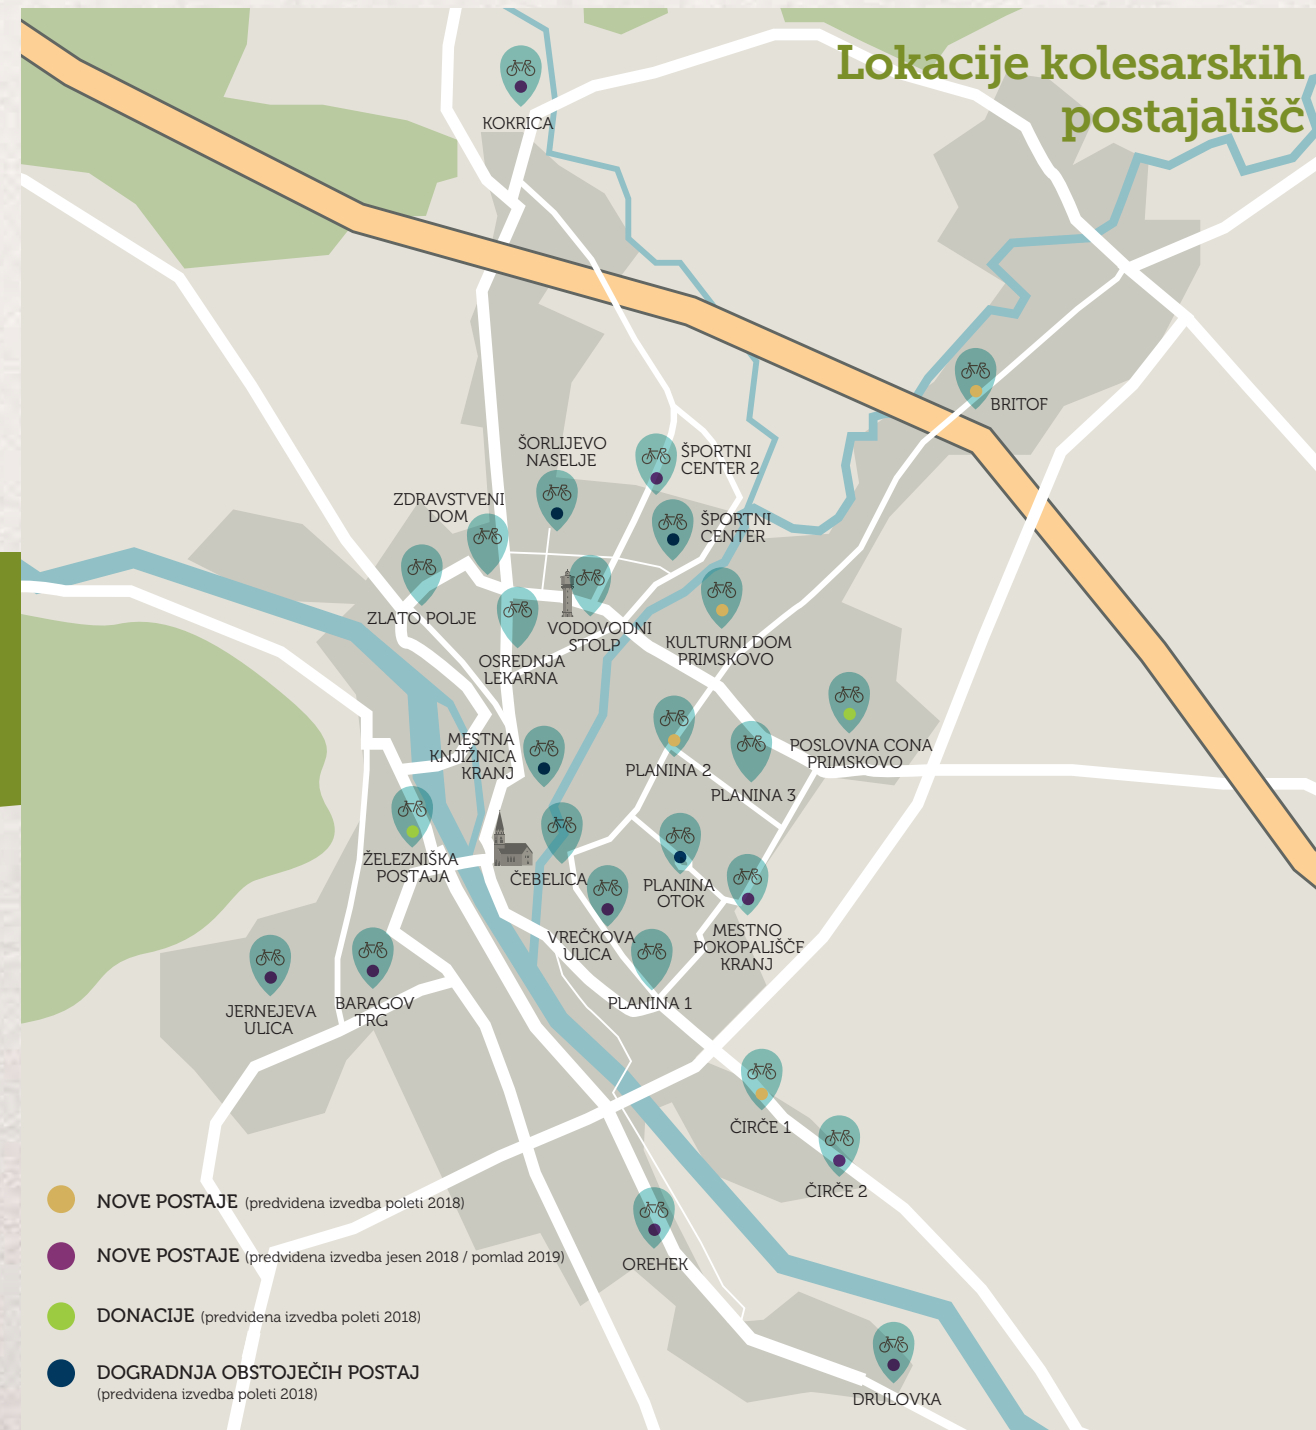 Lokacije kolesarskih
postajališč
KOKRICA
BRITOF
ŠORLIJEVO
NASELJE
ŠPORTNI
CENTER 2
ZDRAVSTVENI
DOM
ŠPORTNI
CENTER
ZLATO POLJE
VODOVODNI
STOLP
KULTURNI DOM
PRIMSKOVO
OSREDNJA
LEKARNA
MESTNA
KNJIŽNICA
KRANJ
PLANINA 2
POSLOVNA CONA
PRIMSKOVO
PLANINA 3
ŽELEZNIŠKA
POSTAJA
ČEBELICA
PLANINA
OTOK
VREČKOVA
ULICA
MESTNO
POKOPALIŠČE
KRANJ
JERNEJEVA
ULICA
BARAGOV
TRG
PLANINA 1
ČIRČE 1
ČIRČE 2
OREHEK
DRULOVKA
NOVE POSTAJE (predvidena izvedba poleti 2018)
NOVE POSTAJE (predvidena izvedba jesen 2018 / pomlad 2019)
DONACIJE (predvidena izvedba poleti 2018)
DOGRADNJA OBSTOJEČIH POSTAJ
(predvidena izvedba poleti 2018)